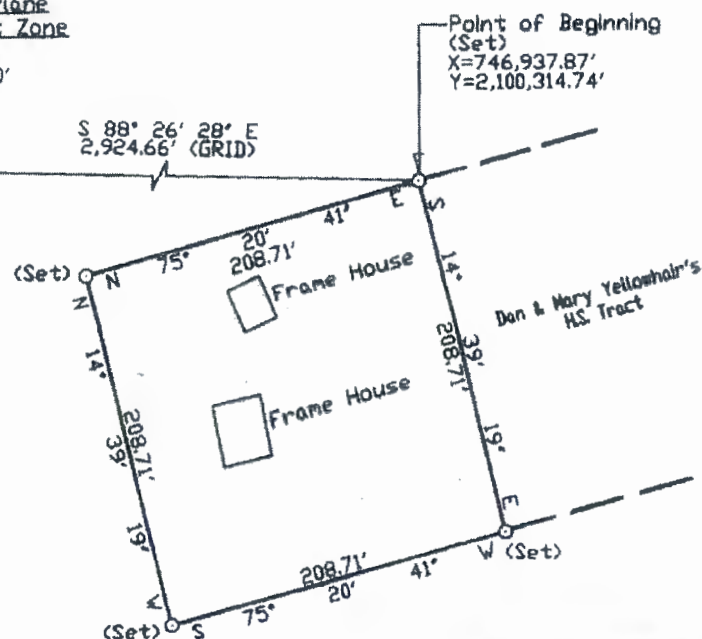 Plane
Zone
0'
Point of Beginning
(Set)
X=746,937.87'
Y=2,100,314.74'
S 88° 26' 28" E
2,924.66' (GRID)
N 75° 20' 41" E
208.71'
(Set)
Frame House
Frame House
S 14° 39' 19" E
208.71'
Dan & Mary Yellowhair's
H.S. Tract
N 14° 39' 19" W
208.71'
208.71'
S 75° 20' 41" W
(Set)
(Set)